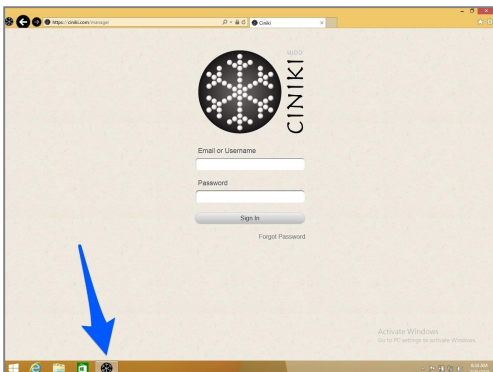 https://ciniki.com/manager
Ciniki
CINIKI
Email or Username
Password
Sign In
Forgot Password
Activate Windows
Go to PC settings to activate Windows.